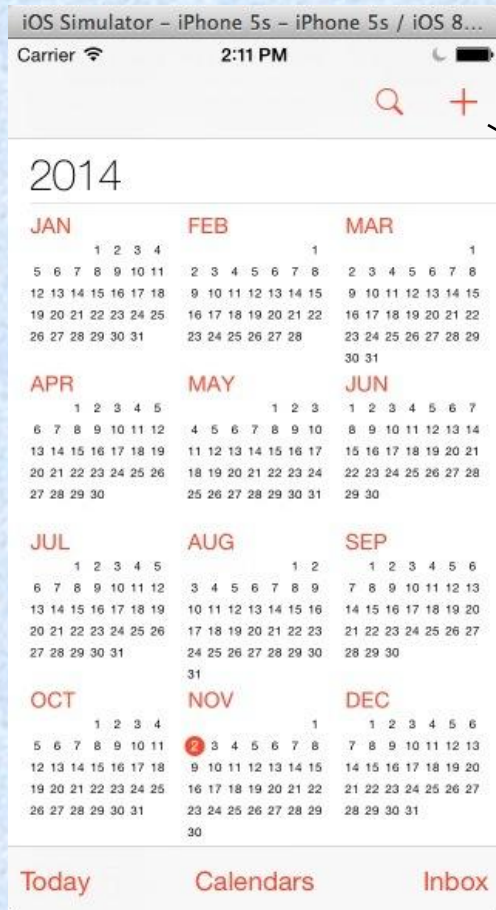 iOS Simulator – iPhone 5s – iPhone 5s / iOS 8...
Carrier 2:11 PM
+
2014
JAN FEB MAR
1 2 3 4 1 1
5 6 7 8 9 10 11 2 3 4 5 6 7 8 2 3 4 5 6 7 8
12 13 14 15 16 17 18 9 10 11 12 13 14 15 9 10 11 12 13 14 15
19 20 21 22 23 24 25 16 17 18 19 20 21 22 16 17 18 19 20 21 22
26 27 28 29 30 31 23 24 25 26 27 28 23 24 25 26 27 28 29
30 31
APR MAY JUN
1 2 3 4 5 1 2 3 1 2 3 4 5 6 7
6 7 8 9 10 11 12 4 5 6 7 8 9 10 8 9 10 11 12 13 14
13 14 15 16 17 18 19 11 12 13 14 15 16 17 15 16 17 18 19 20 21
20 21 22 23 24 25 26 18 19 20 21 22 23 24 22 23 24 25 26 27 28
27 28 29 30 25 26 27 28 29 30 31 29 30
JUL AUG SEP
1 2 3 4 5 1 2 1 2 3 4 5 6
6 7 8 9 10 11 12 3 4 5 6 7 8 9 7 8 9 10 11 12 13
13 14 15 16 17 18 19 10 11 12 13 14 15 16 14 15 16 17 18 19 20
20 21 22 23 24 25 26 17 18 19 20 21 22 23 21 22 23 24 25 26 27
27 28 29 30 31 24 25 26 27 28 29 30 28 29 30
31
OCT NOV DEC
1 2 3 4 1 1 2 3 4 5 6
5 6 7 8 9 10 11 2 3 4 5 6 7 8 7 8 9 10 11 12 13
12 13 14 15 16 17 18 9 10 11 12 13 14 15 14 15 16 17 18 19 20
19 20 21 22 23 24 25 16 17 18 19 20 21 22 21 22 23 24 25 26 27
26 27 28 29 30 31 23 24 25 26 27 28 29 28 29 30 31
30
Today Calendars Inbox